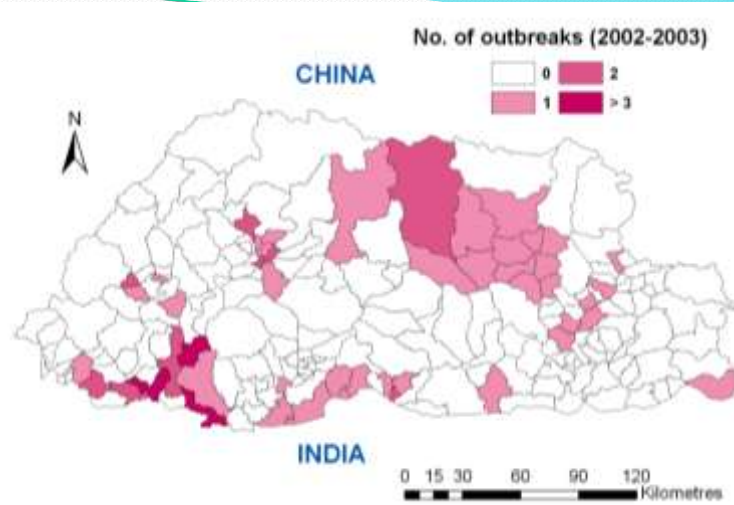 No. of outbreaks (2002-2003)
0 2
1 > 3
CHINA
N
INDIA
0 15 30 60 90 120
Kilometres